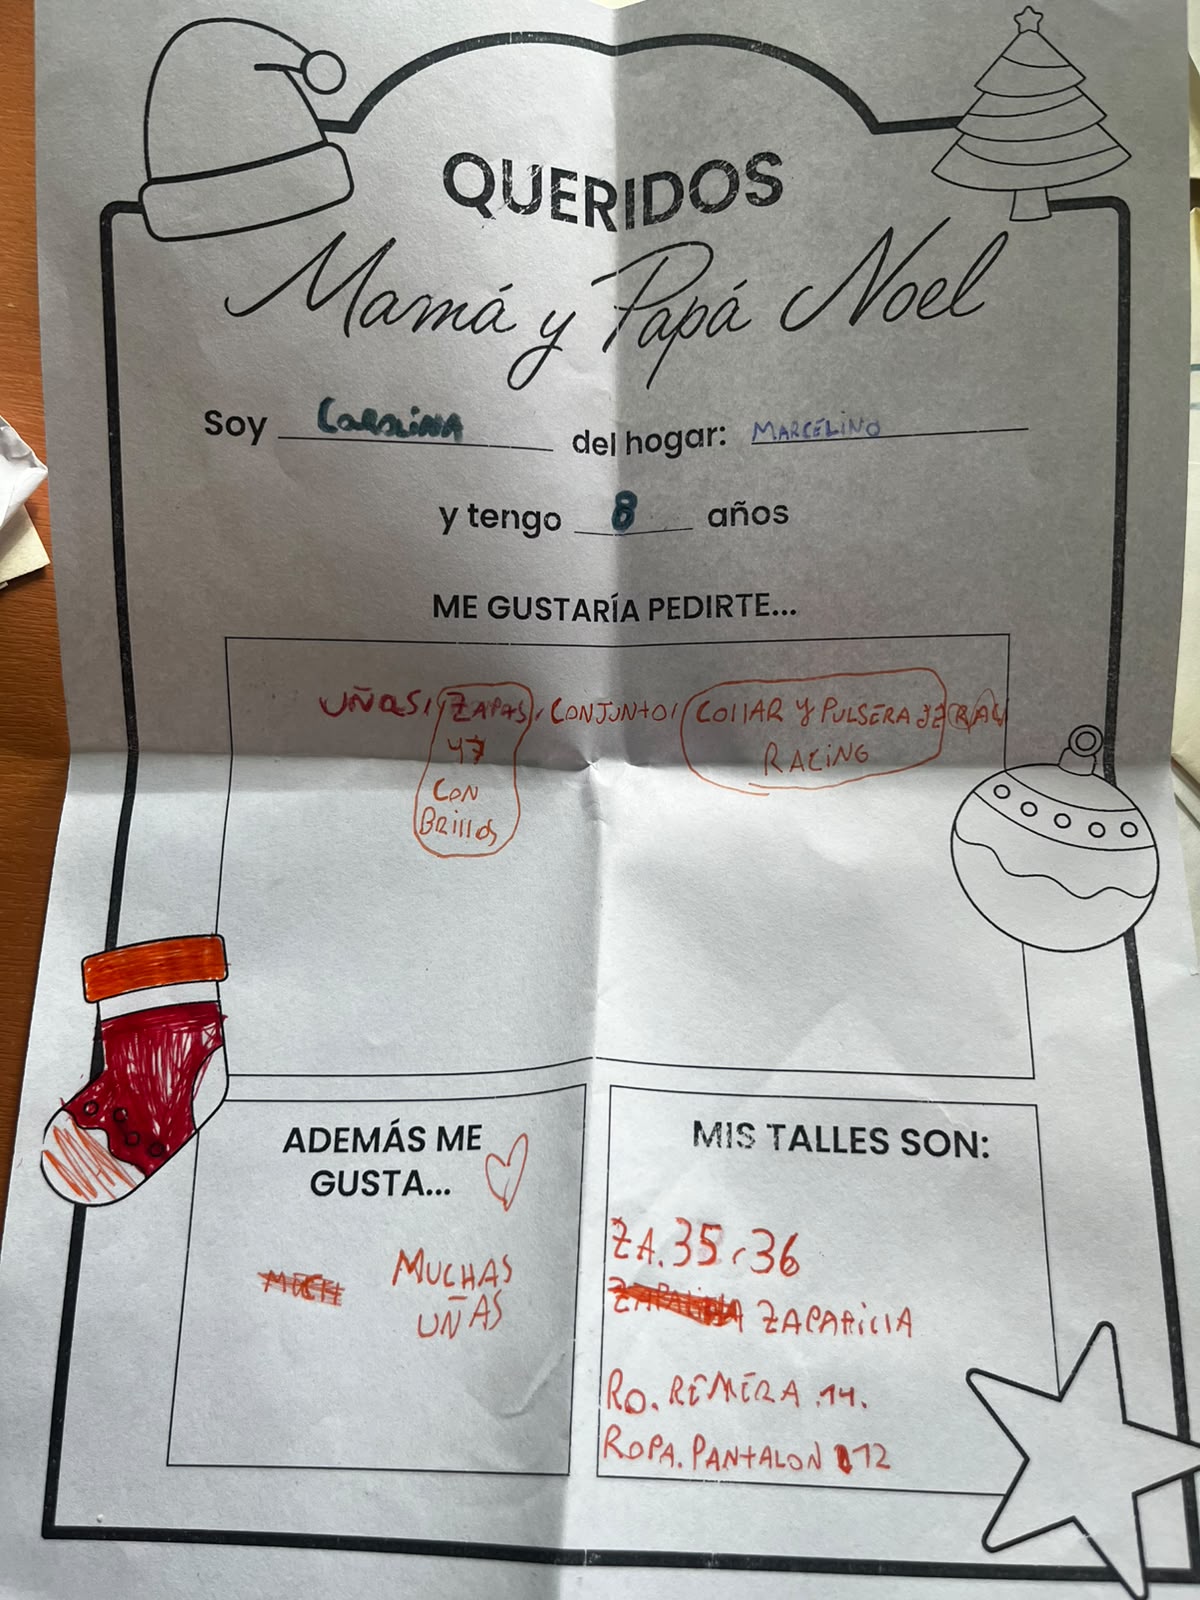 QUERIDOS
Mamá y Papá Noel
Soy CAROLINA del hogar: MARCELINO
y tengo 8 años
ME GUSTARÍA PEDIRTE...
UÑAS, ZAPAS, CONJUNTO, COllAR Y PULSERA DE RAC
47 RACING
CON
BRillOS
ADEMÁS ME
GUSTA...
MUCHAS
UÑAS
MIS TALLES SON:
ZA. 35, 36
ZAPATILLA
RO. REMERA .14.
ROPA. PANTALON 12